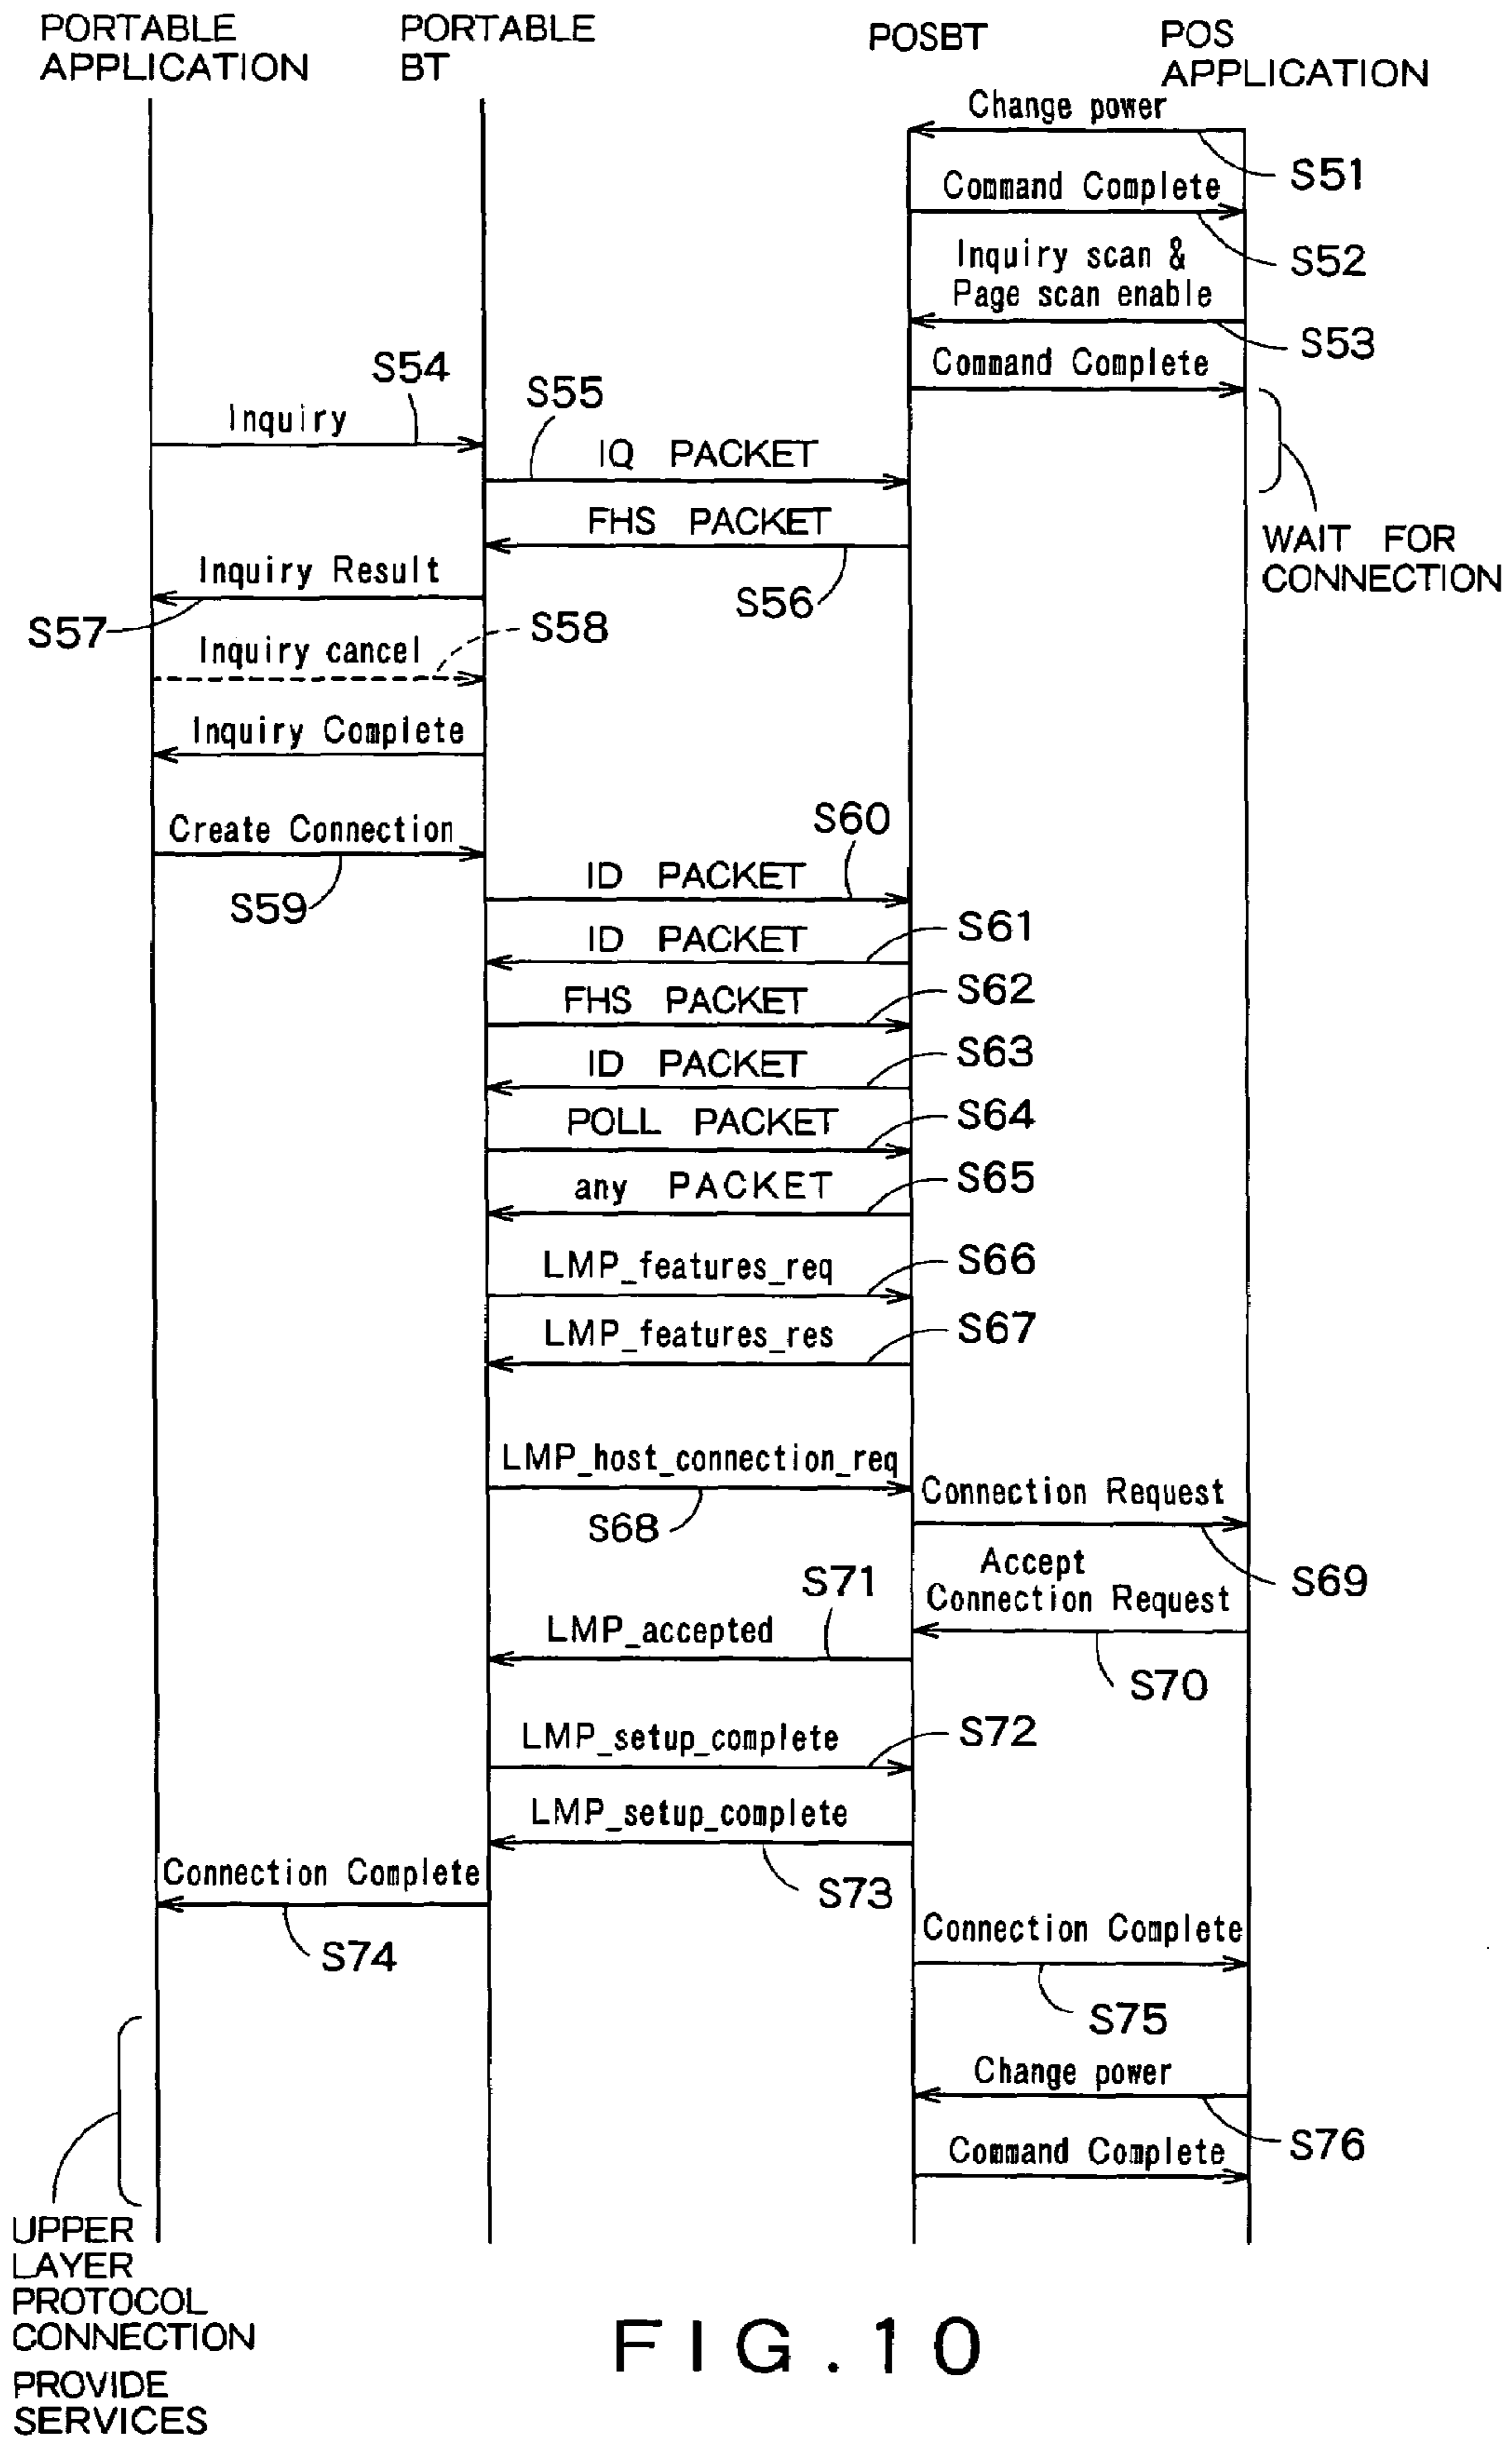 PORTABLE
APPLICATION
PORTABLE
BT
POSBT
POS
APPLICATION
Change power
S51
Command Complete
S52
Inquiry scan &
Page scan enable
S53
Command Complete
S54
Inquiry
S55
IQ PACKET
FHS PACKET
S56
WAIT FOR
CONNECTION
Inquiry Result
S57
S58
Inquiry cancel
Inquiry Complete
Create Connection
S59
S60
ID PACKET
S61
ID PACKET
S62
FHS PACKET
S63
ID PACKET
S64
POLL PACKET
S65
any PACKET
S66
LMP_features_req
S67
LMP_features_res
LMP_host_connection_req
S68
Connection Request
S69
Accept
Connection Request
S70
S71
LMP_accepted
S72
LMP_setup_complete
LMP_setup_complete
S73
Connection Complete
S74
Connection Complete
S75
Change power
S76
Command Complete
UPPER
LAYER
PROTOCOL
CONNECTION
PROVIDE
SERVICES
FIG.10